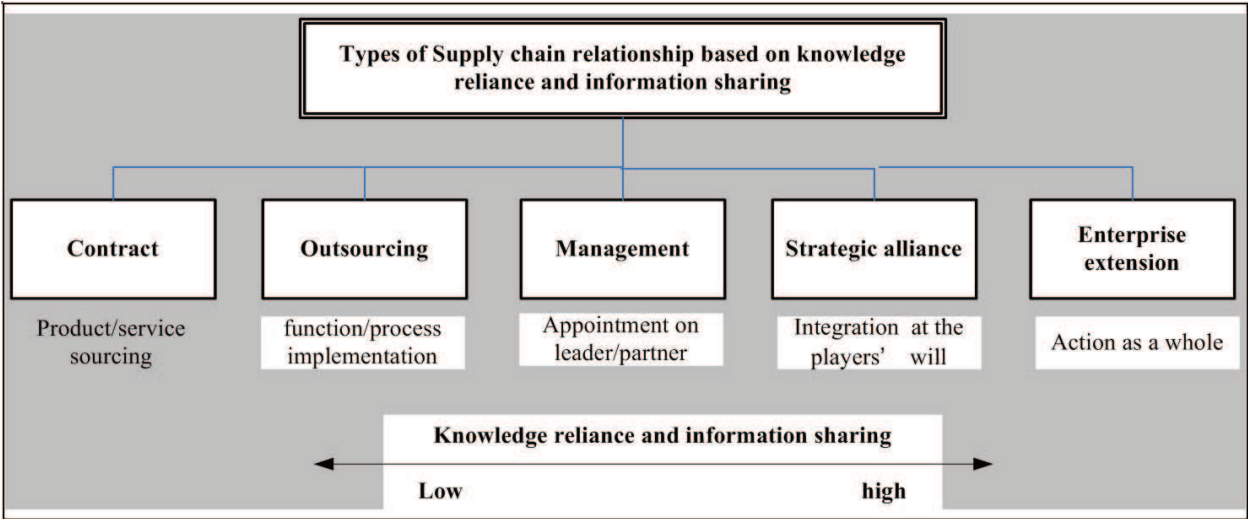 Types of Supply chain relationship based on knowledge
reliance and information sharing
Contract
Outsourcing
Management
Strategic alliance
Enterprise
extension
Product/service
sourcing
function/process
implementation
Appointment on
leader/partner
Integration at the
players’ will
Action as a whole
Knowledge reliance and information sharing
Low
high